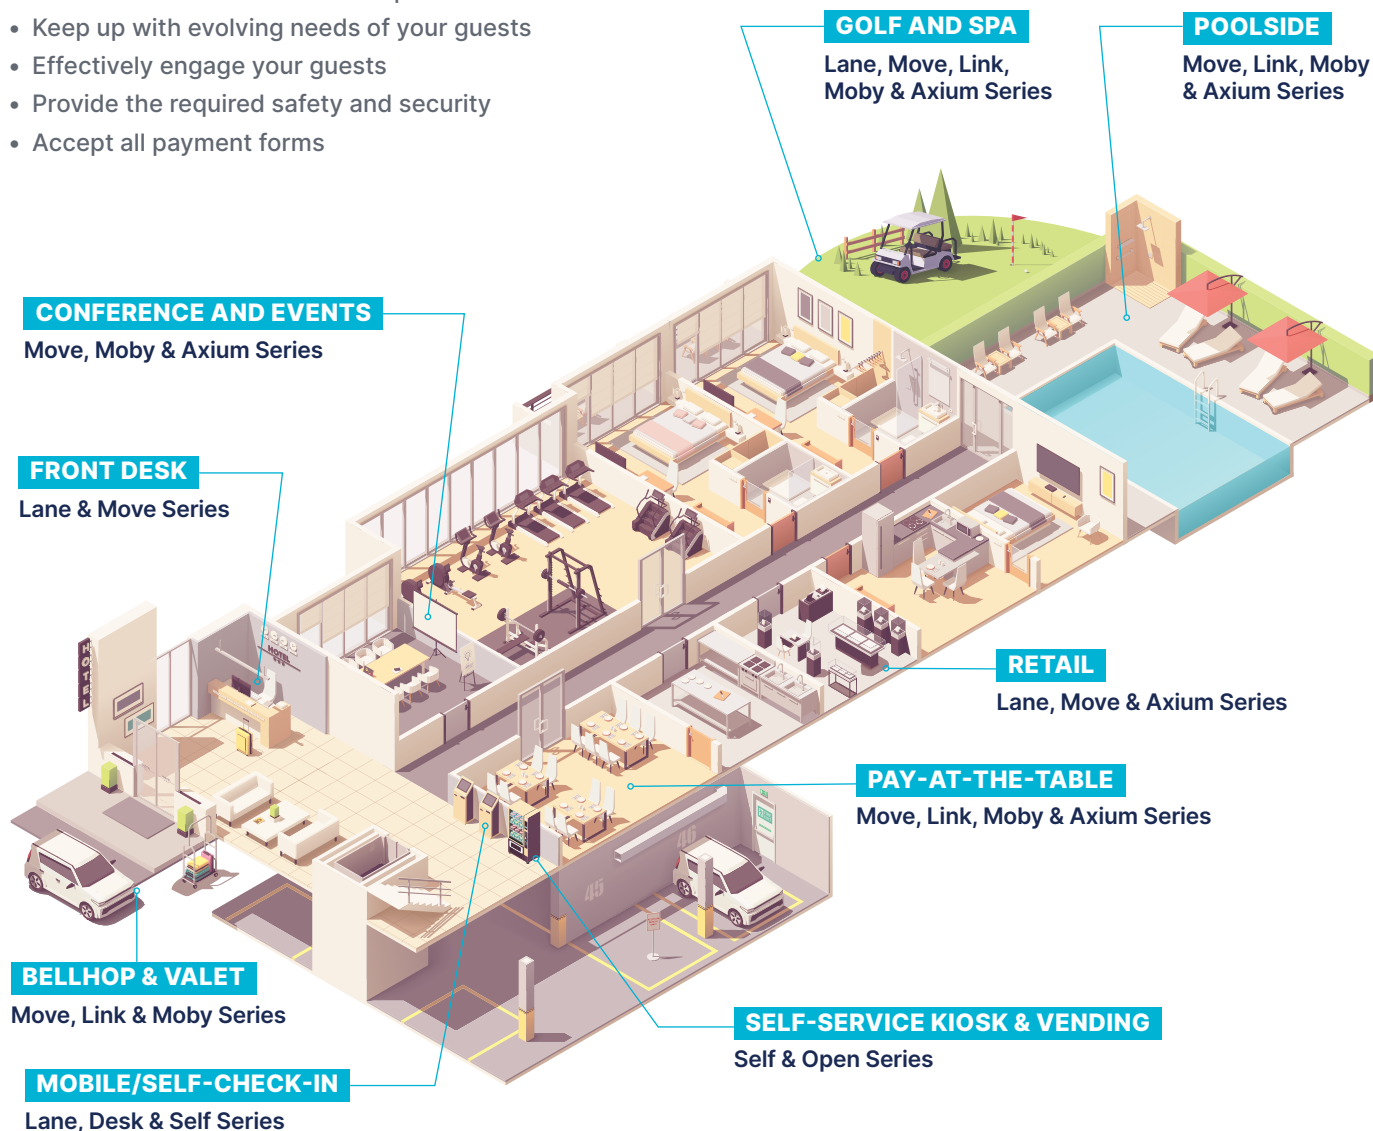 • Keep up with evolving needs of your guests
• Effectively engage your guests
• Provide the required safety and security
• Accept all payment forms
GOLF AND SPA
Lane, Move, Link,
Moby & Axium Series
POOLSIDE
Move, Link, Moby
& Axium Series
CONFERENCE AND EVENTS
Move, Moby & Axium Series
FRONT DESK
Lane & Move Series
HOTEL
HOTEL
RETAIL
Lane, Move & Axium Series
PAY-AT-THE-TABLE
Move, Link, Moby & Axium Series
46
45
BELLHOP & VALET
Move, Link & Moby Series
SELF-SERVICE KIOSK & VENDING
Self & Open Series
MOBILE/SELF-CHECK-IN
Lane, Desk & Self Series